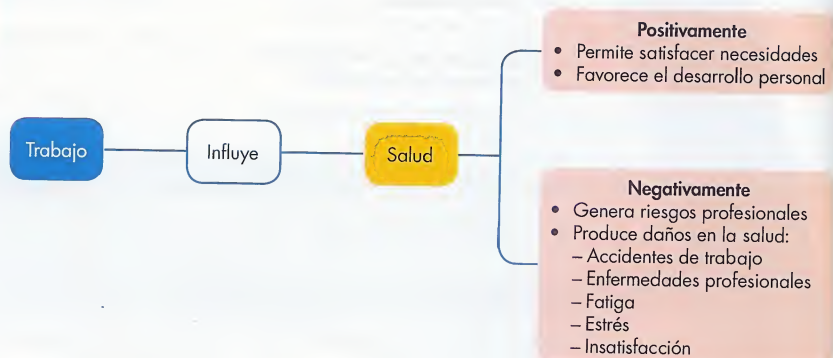 Trabajo
Influye
Salud
Positivamente
• Permite satisfacer necesidades
• Favorece el desarrollo personal
Negativamente
• Genera riesgos profesionales
• Produce daños en la salud:
– Accidentes de trabajo
– Enfermedades profesionales
– Fatiga
– Estrés
– Insatisfacción